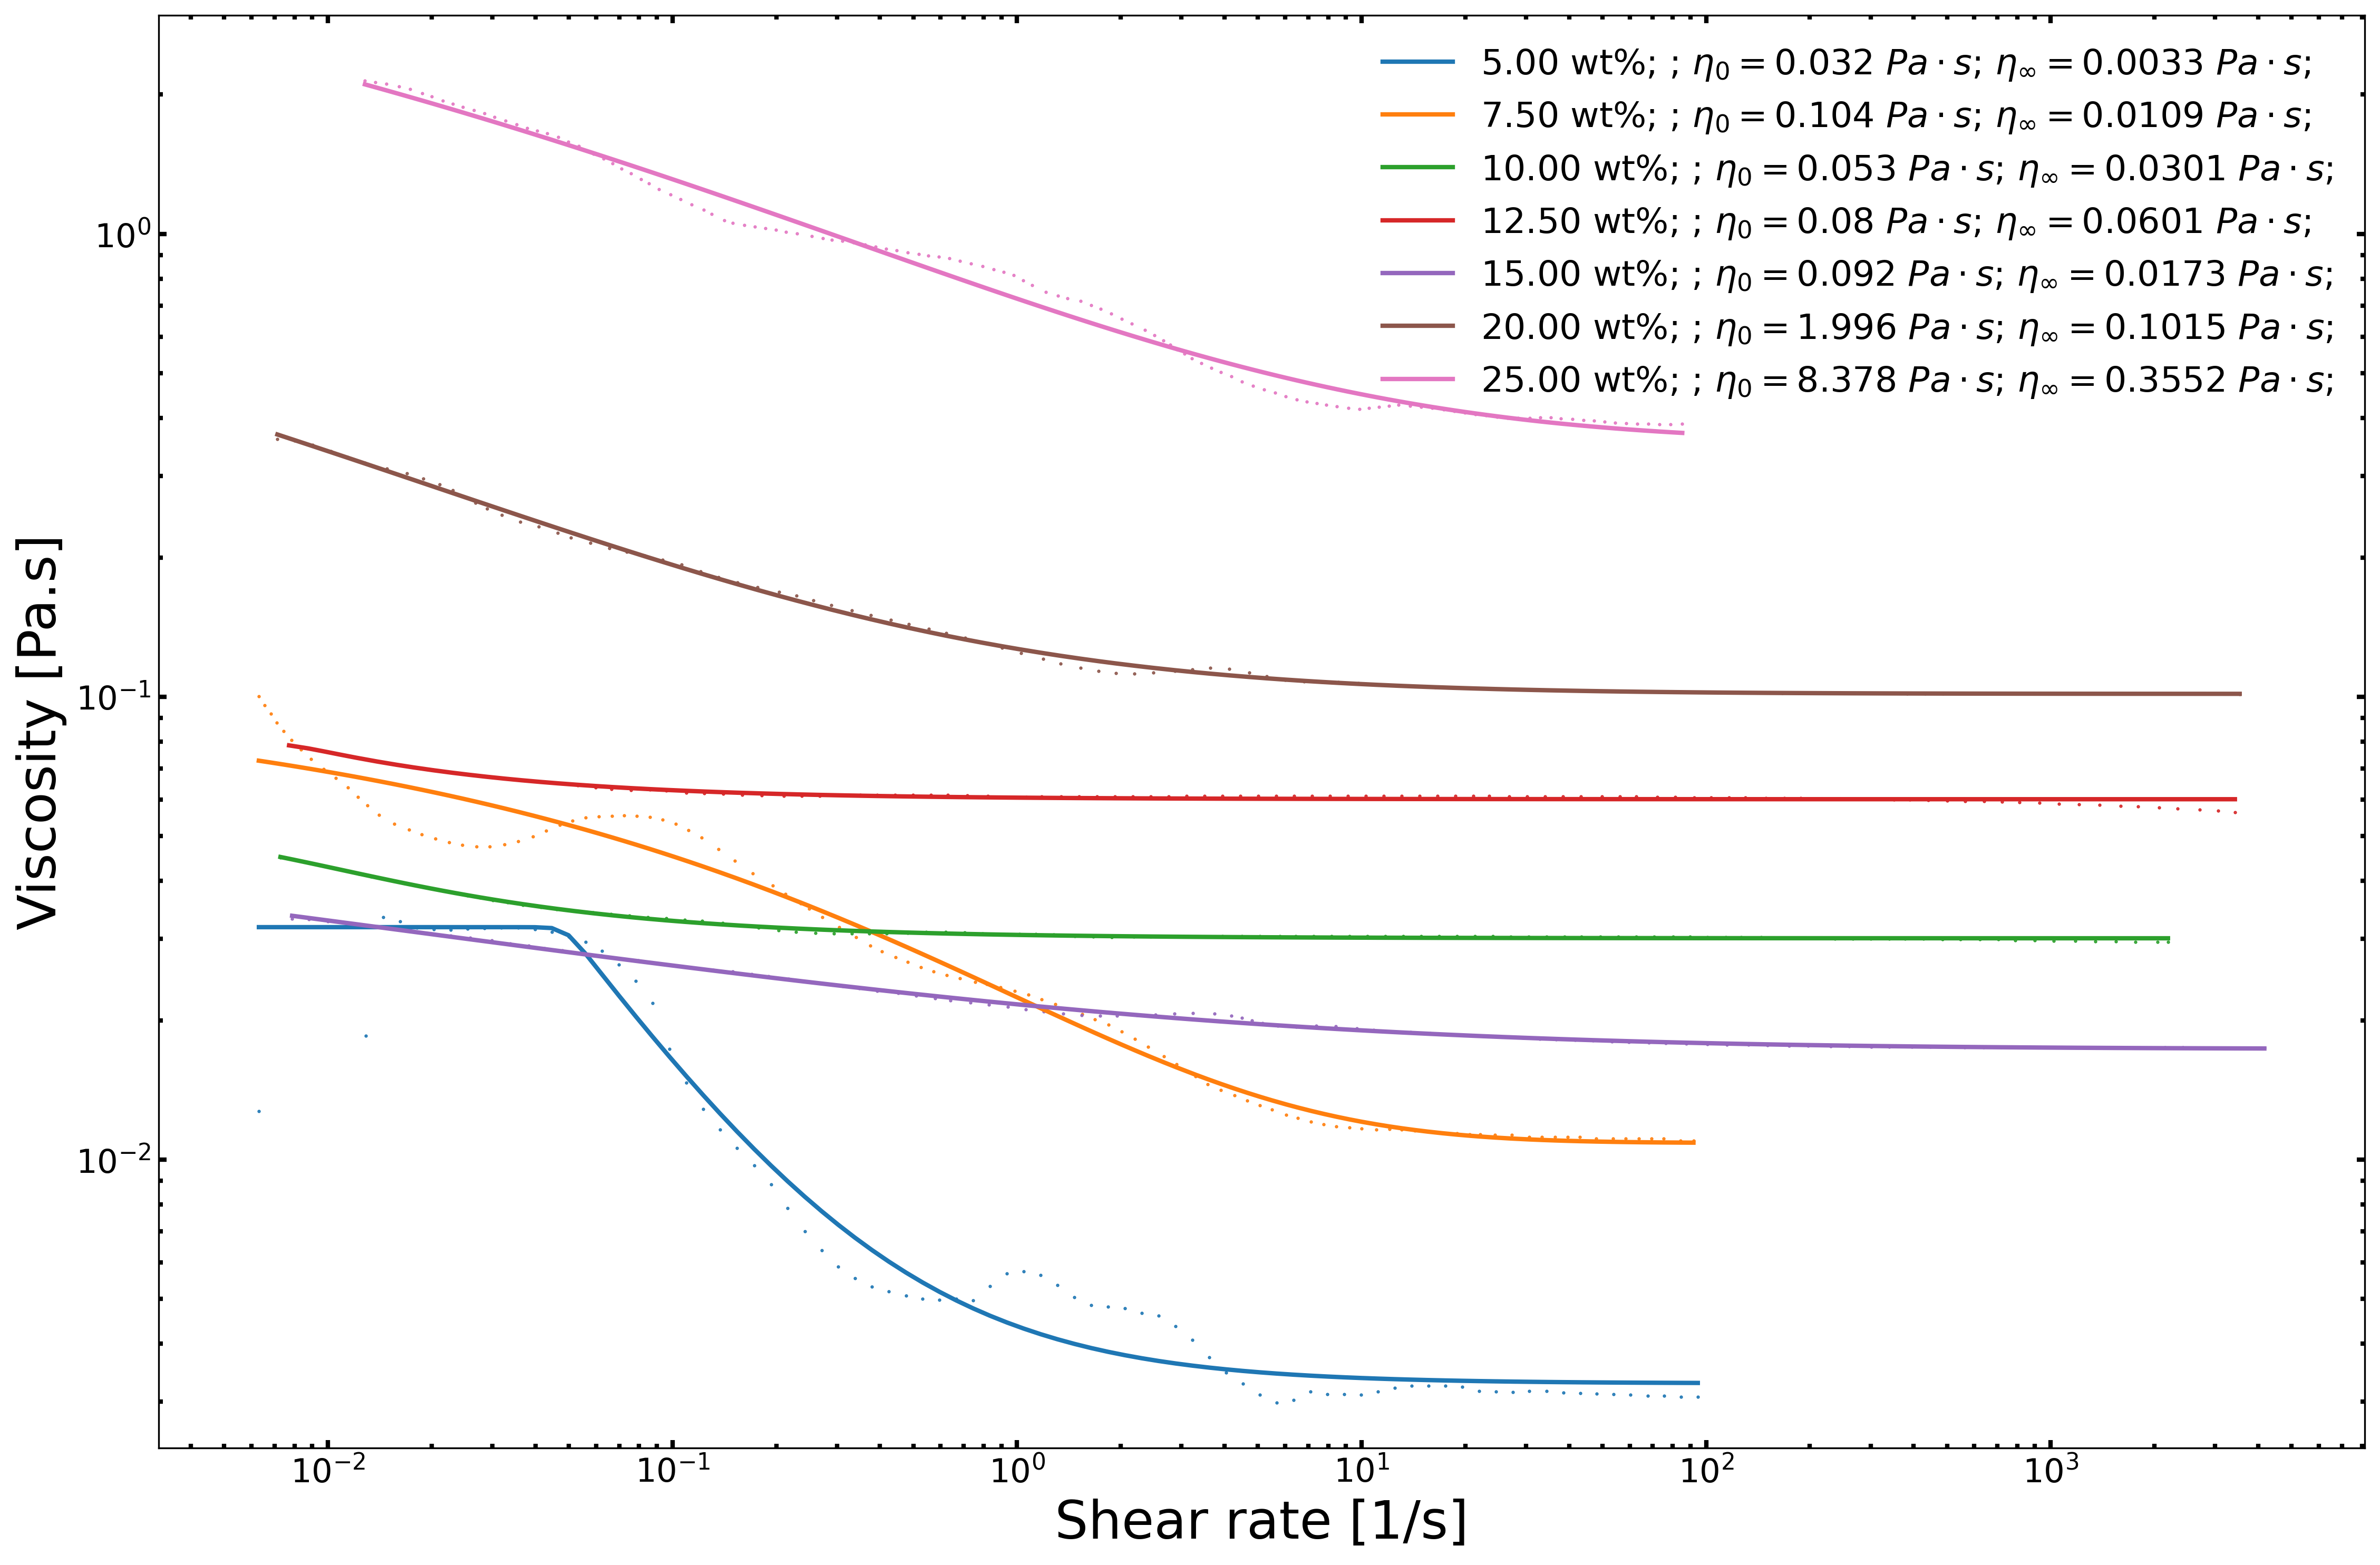 5.00 wt%; ; η₀ = 0.032 Pa · s; η∞ = 0.0033 Pa · s;
7.50 wt%; ; η₀ = 0.104 Pa · s; η∞ = 0.0109 Pa · s;
10.00 wt%; ; η₀ = 0.053 Pa · s; η∞ = 0.0301 Pa · s;
12.50 wt%; ; η₀ = 0.08 Pa · s; η∞ = 0.0601 Pa · s;
15.00 wt%; ; η₀ = 0.092 Pa · s; η∞ = 0.0173 Pa · s;
20.00 wt%; ; η₀ = 1.996 Pa · s; η∞ = 0.1015 Pa · s;
25.00 wt%; ; η₀ = 8.378 Pa · s; η∞ = 0.3552 Pa · s;
Viscosity [Pa.s]
10⁰
10⁻¹
10⁻²
10⁻² 10⁻¹ 10⁰ 10¹ 10² 10³
Shear rate [1/s]